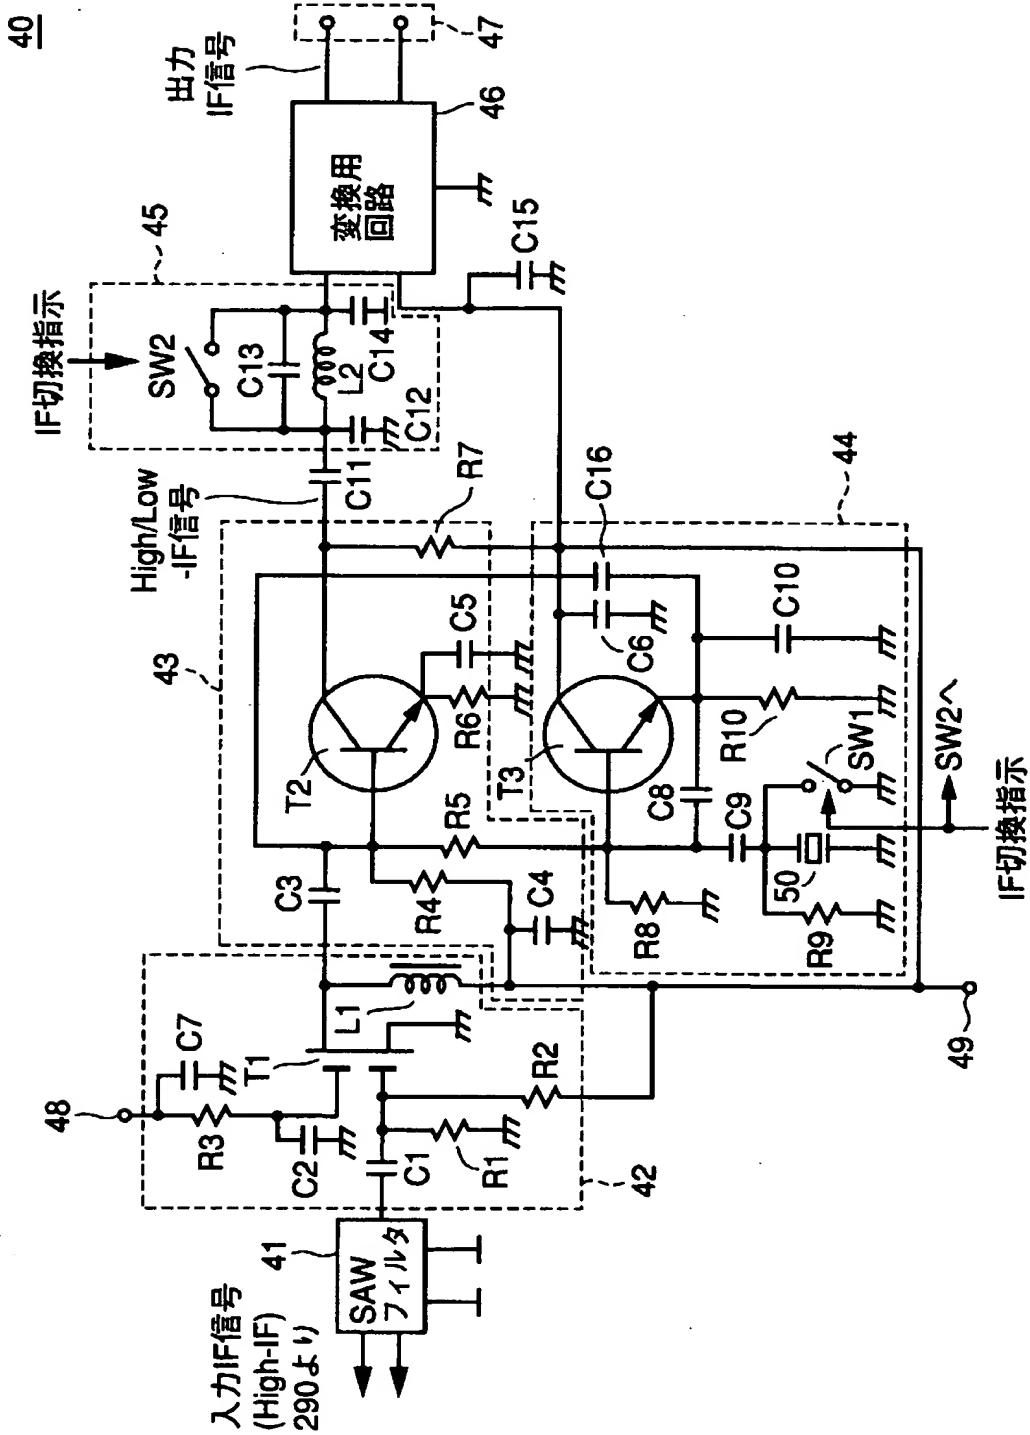 40
入力IF信号
(High-IF)
290より
SAW
フィルタ
41
42
48
C7
R3
C2
T1
C1
R1
R2
L1
49
43
C3
R4
C4
T2
R5
R6
C5
High/Low
-IF信号
C11
R7
IF切換指示
SW2
45
C13
L2
C12
C14
変換用
回路
46
出力
IF信号
47
C15
44
T3
C16
C6
C8
C9
R8
R9
50
SW1
R10
C10
SW2へ
IF切換指示